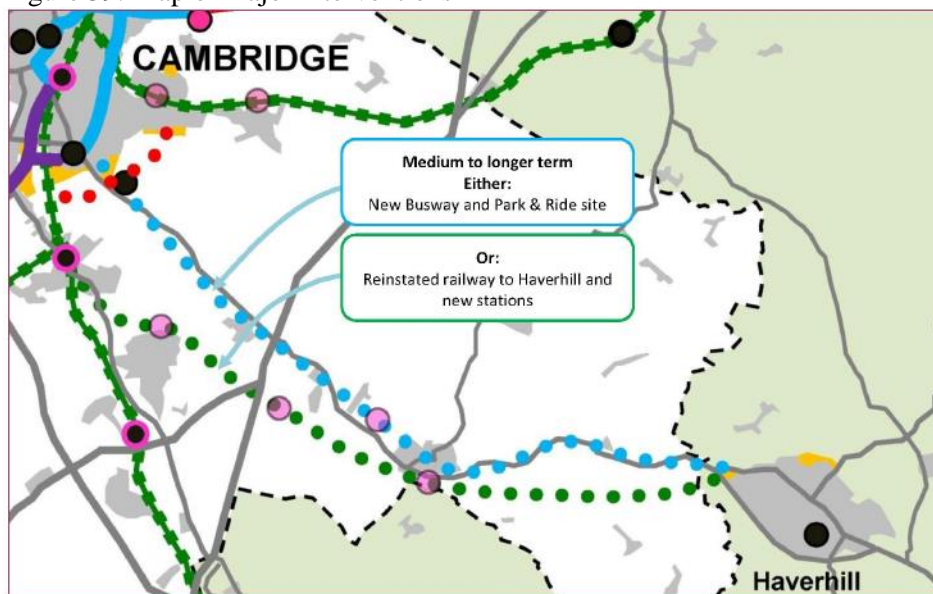 CAMBRIDGE
Medium to longer term
Either:
New Busway and Park & Ride site
Or:
Reinstated railway to Haverhill and
new stations
Haverhill